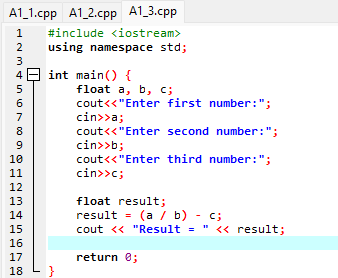 A1_1.cpp A1_2.cpp A1_3.cpp
1 #include <iostream>
2 using namespace std;
3
4 int main() {
5 float a, b, c;
6 cout<<"Enter first number:";
7 cin>>a;
8 cout<<"Enter second number:";
9 cin>>b;
10 cout<<"Enter third number:";
11 cin>>c;
12
13 float result;
14 result = (a / b) - c;
15 cout << "Result = " << result;
16
17 return 0;
18 }